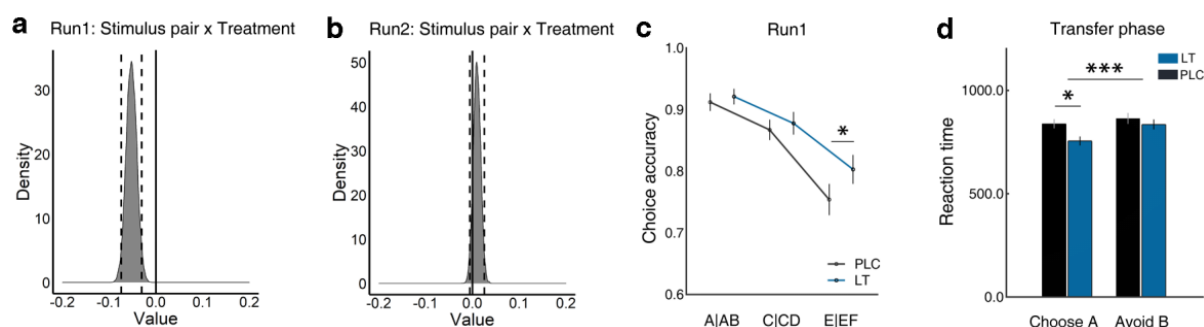 a
Run1: Stimulus pair x Treatment
Density
30
20
10
0
-0.2
-0.1
0.0
0.1
0.2
Value
b
Run2: Stimulus pair x Treatment
Density
50
40
30
20
10
0
-0.2
-0.1
0.0
0.1
0.2
Value
c
Run1
Choice accuracy
1.0
0.9
0.8
0.7
0.6
*
PLC
LT
A|AB
C|CD
E|EF
d
Transfer phase
LT
PLC
***
*
Reaction time
1000.0
500.0
0.0
Choose A
Avoid B